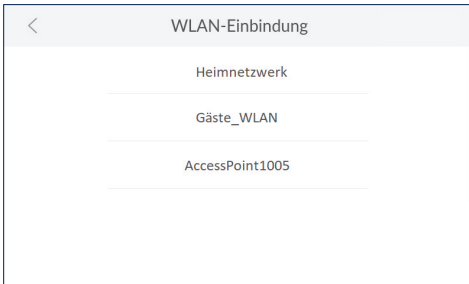 WLAN-Einbindung
Heimnetzwerk
Gäste_WLAN
AccessPoint1005